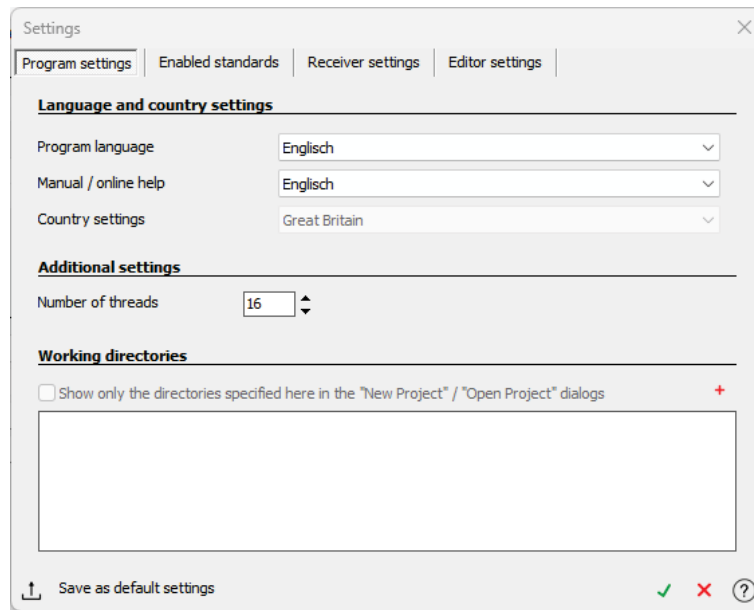 Settings
Program settings Enabled standards Receiver settings Editor settings
Language and country settings
Program language Englisch
Manual / online help Englisch
Country settings Great Britain
Additional settings
Number of threads 16
Working directories
Show only the directories specified here in the "New Project" / "Open Project" dialogs
Save as default settings